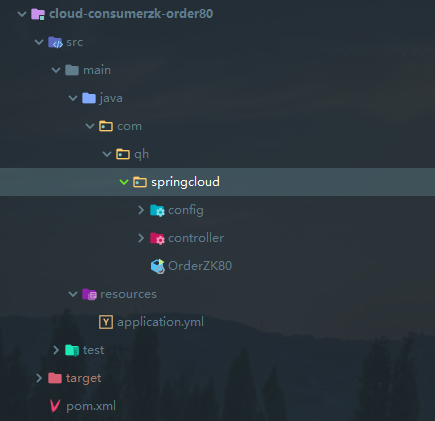 cloud-consumerzk-order80
src
main
java
com
qh
springcloud
config
controller
OrderZK80
resources
application.yml
test
target
pom.xml